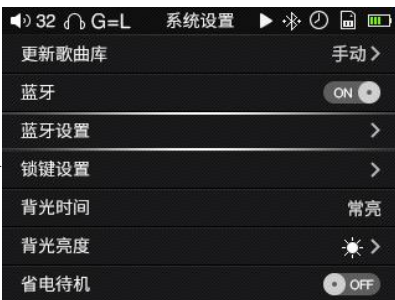 32 G=L 系统设置
更新歌曲库 手动
蓝牙 ON
蓝牙设置
锁键设置
背光时间 常亮
背光亮度
省电待机 OFF